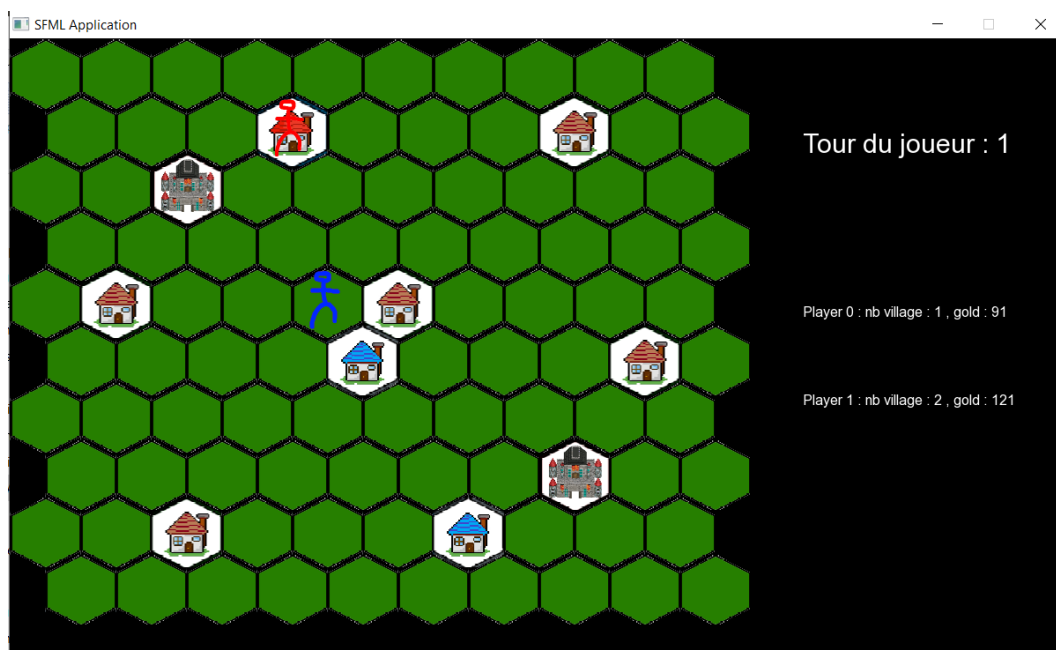 SFML Application
Tour du joueur : 1
Player 0 : nb village : 1 , gold : 91
Player 1 : nb village : 2 , gold : 121